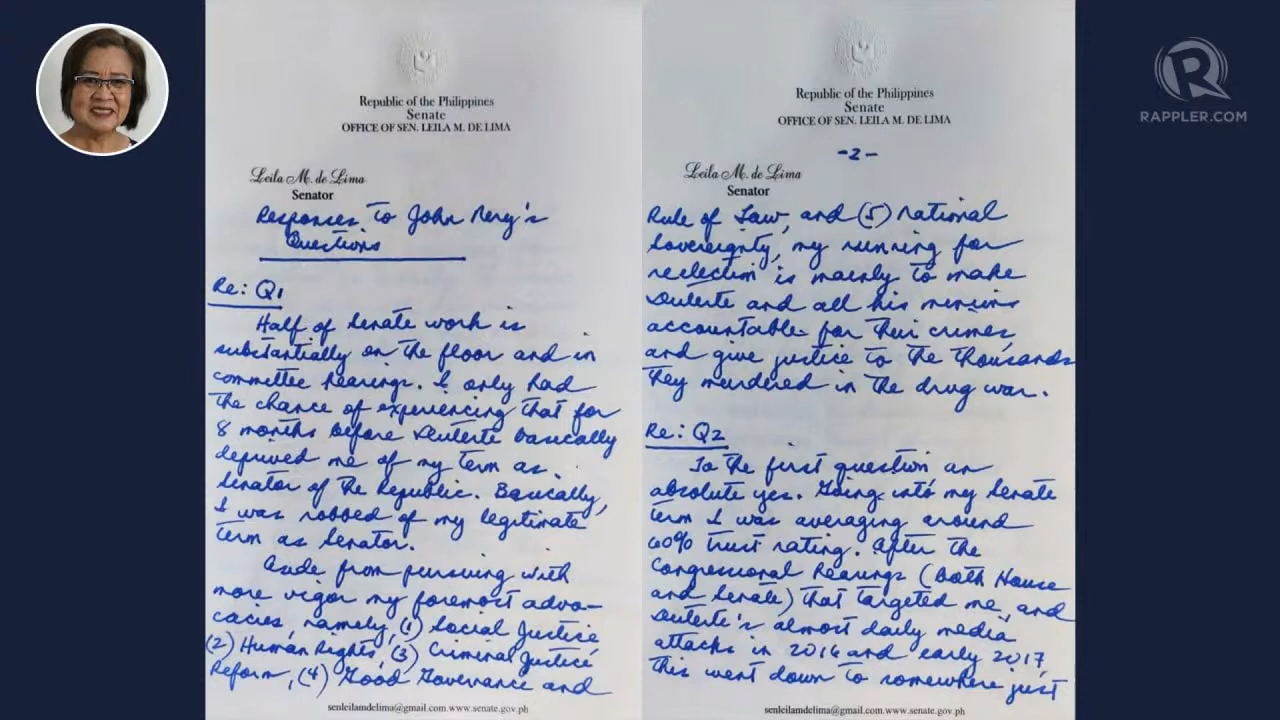 Republic of the Philippines
Senate
OFFICE OF SEN. LEILA M. DE LIMA
Leila M. de Lima
Senator
Responses to John Nery's
Questions
Re: Q1
Half of Senate work is
substantially on the floor and in
committee hearings. I only had
the chance of experiencing that for
8 months before Duterte basically
deprived me of my term as
Senator of the Republic. Basically,
I was robbed of my legitimate
term as Senator.
Aside from pursuing with
more vigor my foremost advo-
cacies, namely, (1) Social Justice
(2) Human Rights, (3) Criminal Justice
Reform, (4) Good Governance and
senleilamdelima@gmail.com www.senate.gov.ph
Republic of the Philippines
Senate
OFFICE OF SEN. LEILA M. DE LIMA
-2-
Leila M. de Lima
Senator
Rule of Law, and (5) National
Sovereignty, my running for
reelection is mainly to make
Duterte and all his minions
accountable for their crimes,
and give justice to the thousands
they murdered in the drug war.
Re: Q2
To the first question an
absolute yes. Going into my Senate
term I was averaging around
60% trust rating. After the
Congressional hearings (both House
and Senate) that targeted me, and
Duterte's almost daily media
attacks in 2016 and early 2017,
this went down to somewhere just
senleilamdelima@gmail.com www.senate.gov.ph
R
RAPPLER.COM